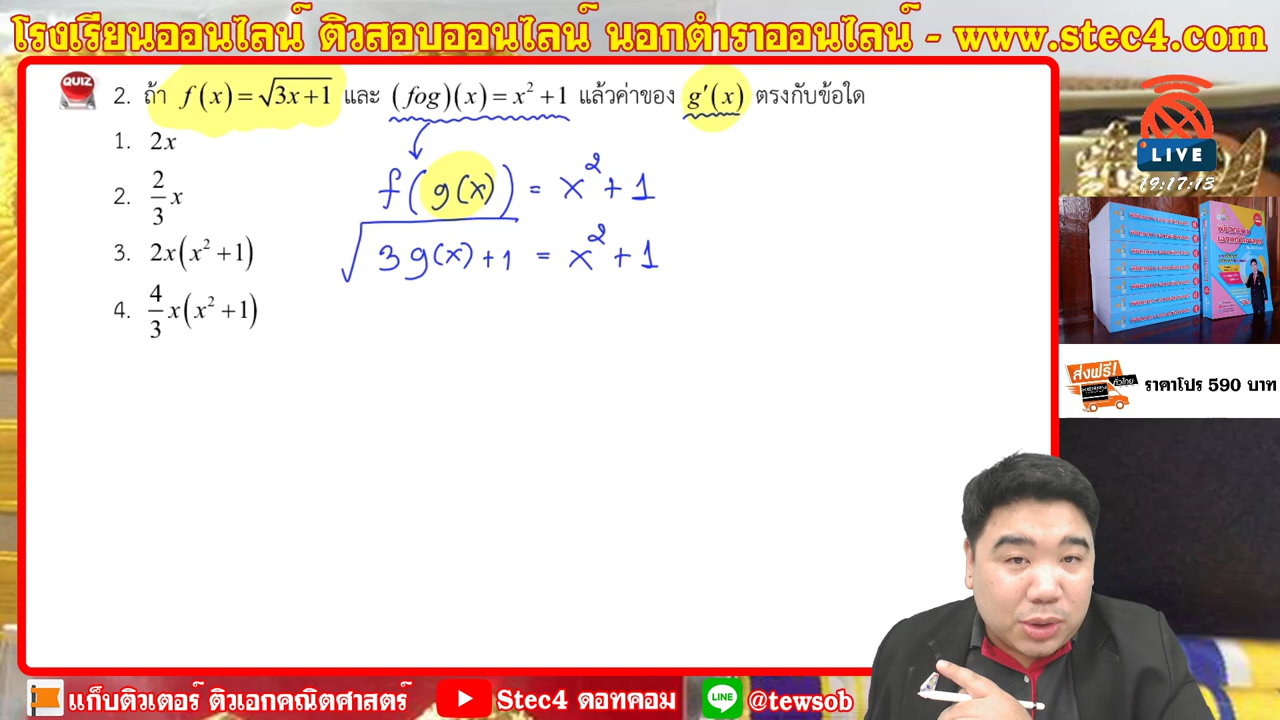 โรงเรียนออนไลน์ ติวสอบออนไลน์ นอกตำราออนไลน์ - www.stec4.com
QUIZ
2. ถ้า f(x) = √(3x+1) และ (fog)(x) = x² + 1 แล้วค่าของ g′(x) ตรงกับข้อใด
1. 2x
2. 2/3 x
3. 2x(x² + 1)
4. 4/3 x(x² + 1)
f(g(x)) = x² + 1
√(3g(x) + 1) = x² + 1
LIVE
19:17:13
ส่งฟรี!
ทั่วไทย
ราคาโปร 590 บาท
แก็บติวเตอร์ ติวเอกคณิตศาสตร์
Stec4 ดอทคอม
LINE
@tewsob